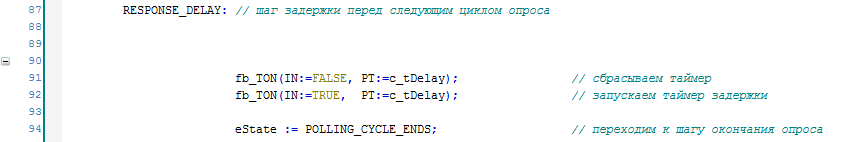 87 RESPONSE_DELAY: // шаг задержки перед следующим циклом опроса
88
89
90
91 fb_TON(IN:=FALSE, PT:=c_tDelay); // сбрасываем таймер
92 fb_TON(IN:=TRUE, PT:=c_tDelay); // запускаем таймер задержки
93
94 eState := POLLING_CYCLE_ENDS; // переходим к шагу окончания опроса